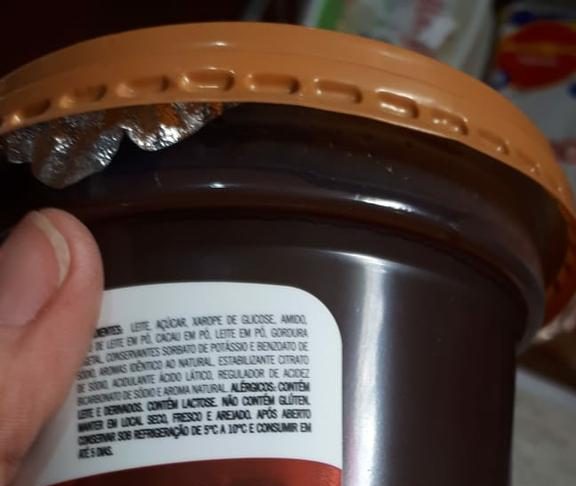 INGREDIENTES: LEITE, AÇÚCAR, XAROPE DE GLICOSE, AMIDO,
DE LEITE EM PÓ, CACAU EM PÓ, LEITE EM PÓ, GORDURA
VEGETAL, CONSERVANTES SORBATO DE POTÁSSIO E BENZOATO DE
SÓDIO, AROMAS IDÊNTICO AO NATURAL, ESTABILIZANTE CITRATO
DE SÓDIO, ACIDULANTE ÁCIDO LÁTICO, REGULADOR DE ACIDEZ
BICARBONATO DE SÓDIO E AROMA NATURAL. ALÉRGICOS: CONTÉM
LEITE E DERIVADOS. CONTÉM LACTOSE. NÃO CONTÉM GLÚTEN.
MANTER EM LOCAL SECO, FRESCO E AREJADO. APÓS ABERTO
CONSERVAR SOB REFRIGERAÇÃO DE 5°C A 10°C E CONSUMIR EM
ATÉ 5 DIAS.